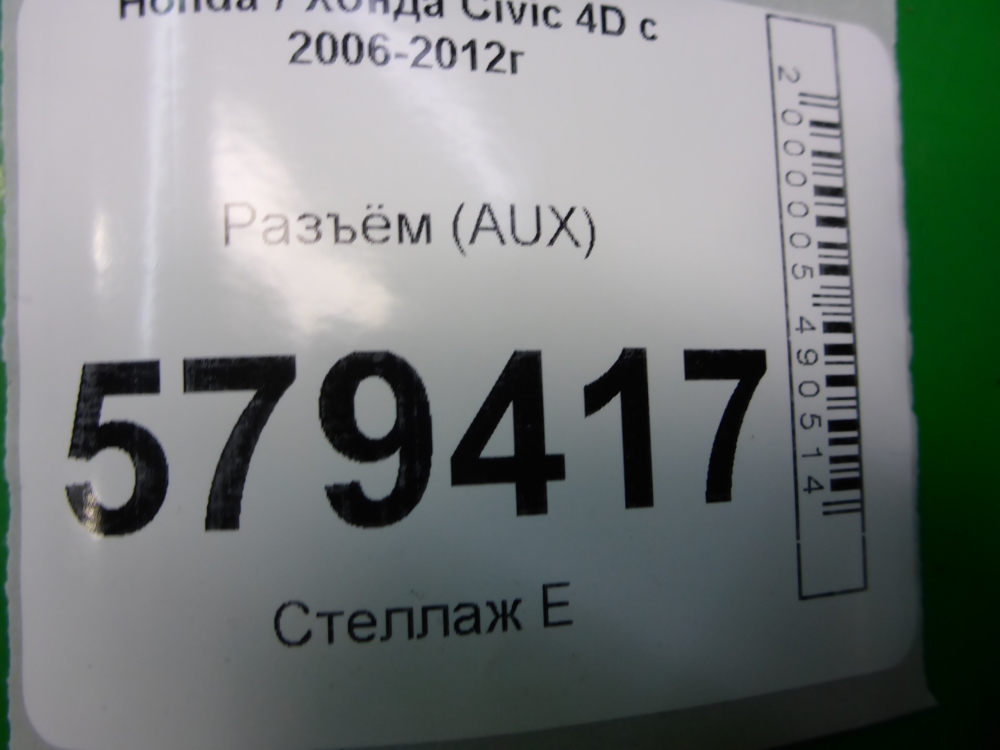 Honda / Хонда Civic 4D с
2006-2012г
Разъём (AUX)
579417
Стеллаж E
2000005490514